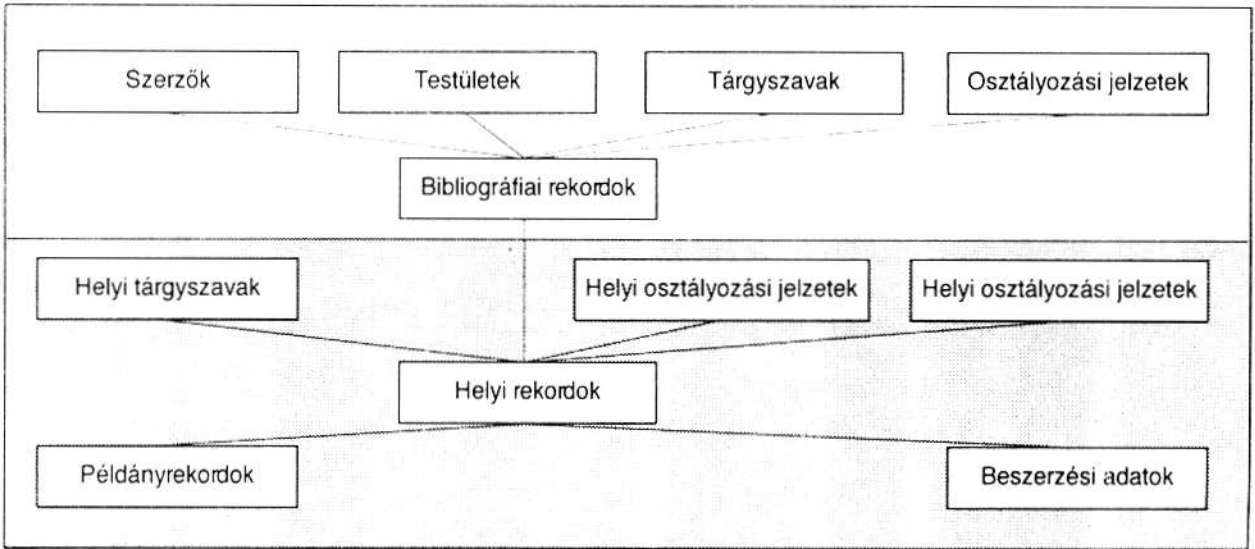 Szerzők
Testületek
Tárgyszavak
Osztályozási jelzetek
Bibliográfiai rekordok
Helyi tárgyszavak
Helyi osztályozási jelzetek
Helyi osztályozási jelzetek
Helyi rekordok
Példányrekordok
Beszerzési adatok